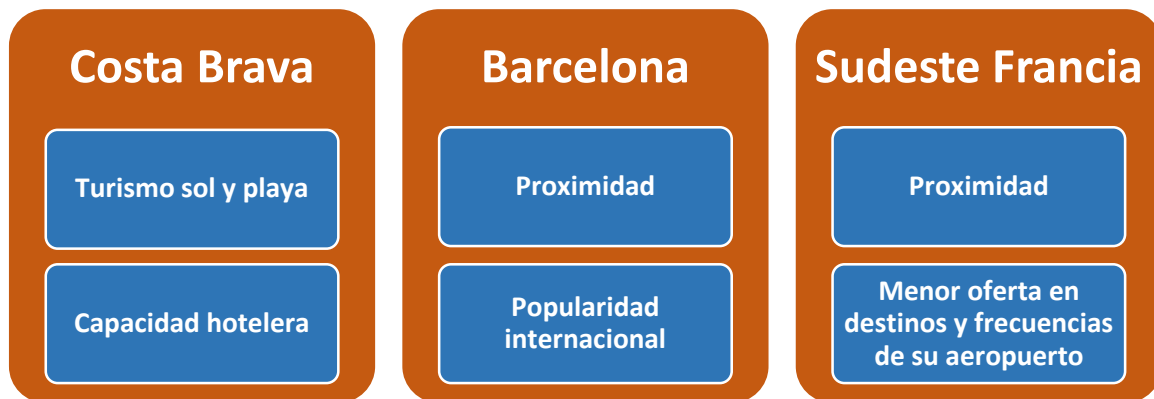 Costa Brava
Turismo sol y playa
Capacidad hotelera
Barcelona
Proximidad
Popularidad
internacional
Sudeste Francia
Proximidad
Menor oferta en
destinos y frecuencias
de su aeropuerto